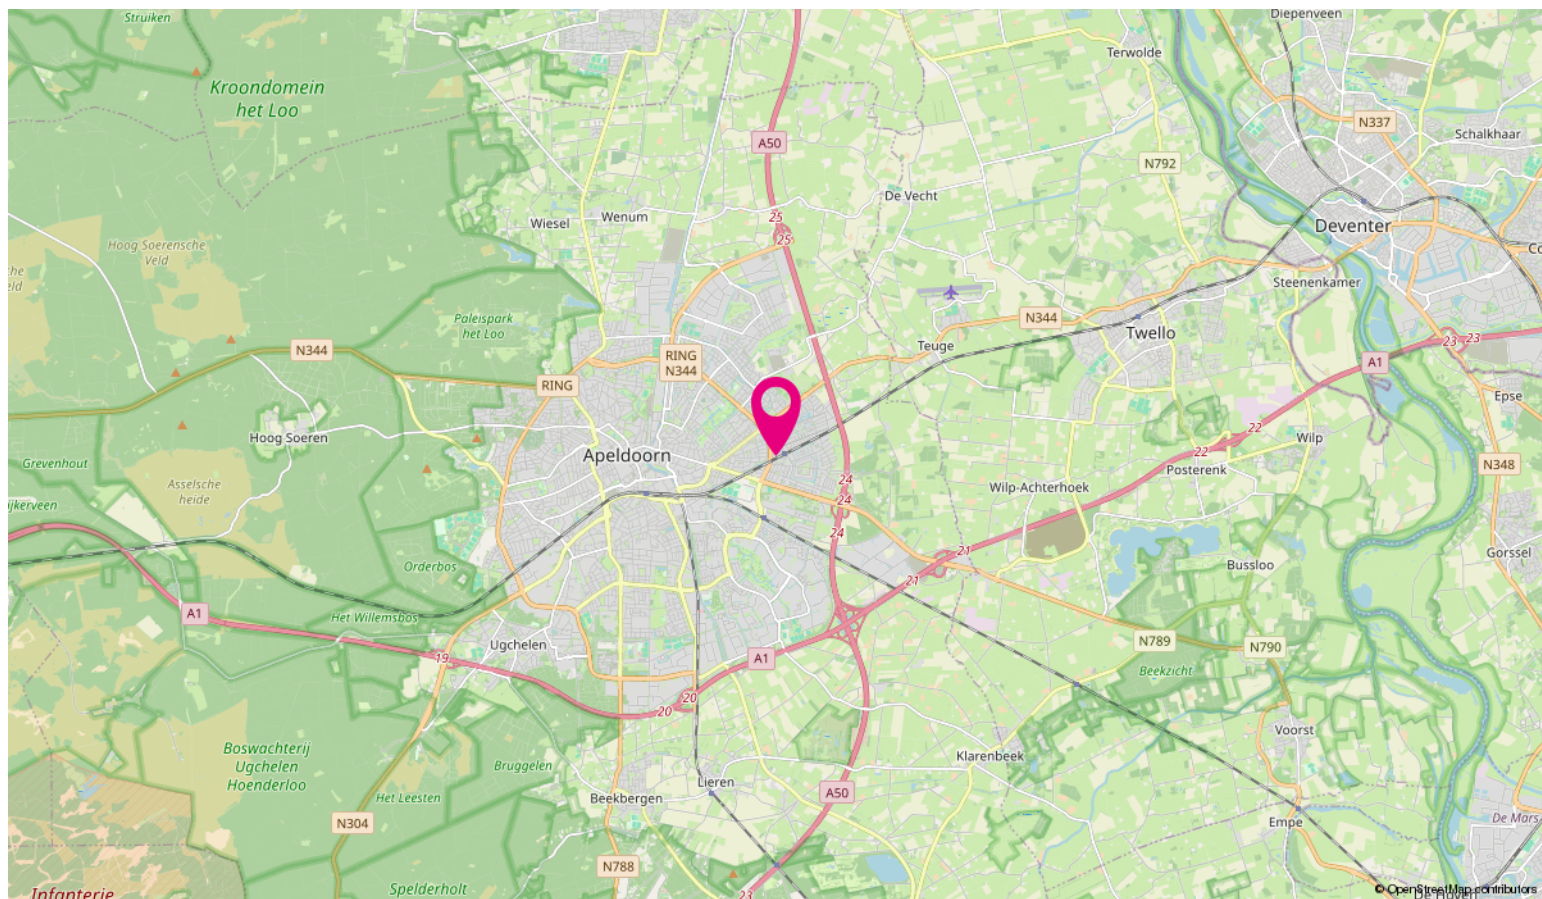 Struiken
Diepenveen
Terwolde
Kroondomein
het Loo
A50
N337
Schalkhaar
N792
De Vecht
Wiesel
Wenum
25
25
Deventer
Hoog Soerensche
Veld
Steenenkamer
Paleispark
het Loo
N344
Twello
Teuge
23
23
N344
RING
N344
A1
RING
Epse
22
Hoog Soeren
Wilp
22
Apeldoorn
Grevenhout
Posterenk
N348
Asselsche
heide
24
Wilp-Achterhoek
24
24
21
Gorssel
Orderbos
Bussloo
21
A1
Het Willemsbos
Ugchelen
N789
N790
19
A1
Beekzicht
20
20
Voorst
Boswachterij
Ugchelen
Hoenderloo
Klarenbeek
Bruggelen
Lieren
A50
Het Leesten
Beekbergen
N304
Empe
De Mars
N788
Spelderholt
Infanterie
23
© OpenStreetMap contributors